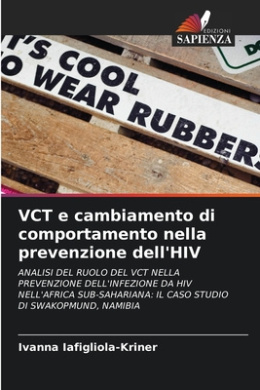 EDIZIONI
SAPIENZA
T'S COOL
O WEAR RUBBER
VCT e cambiamento di
comportamento nella
prevenzione dell'HIV
ANALISI DEL RUOLO DEL VCT NELLA
PREVENZIONE DELL'INFEZIONE DA HIV
NELL'AFRICA SUB-SAHARIANA: IL CASO STUDIO
DI SWAKOPMUND, NAMIBIA
Ivanna Iafigliola-Kriner